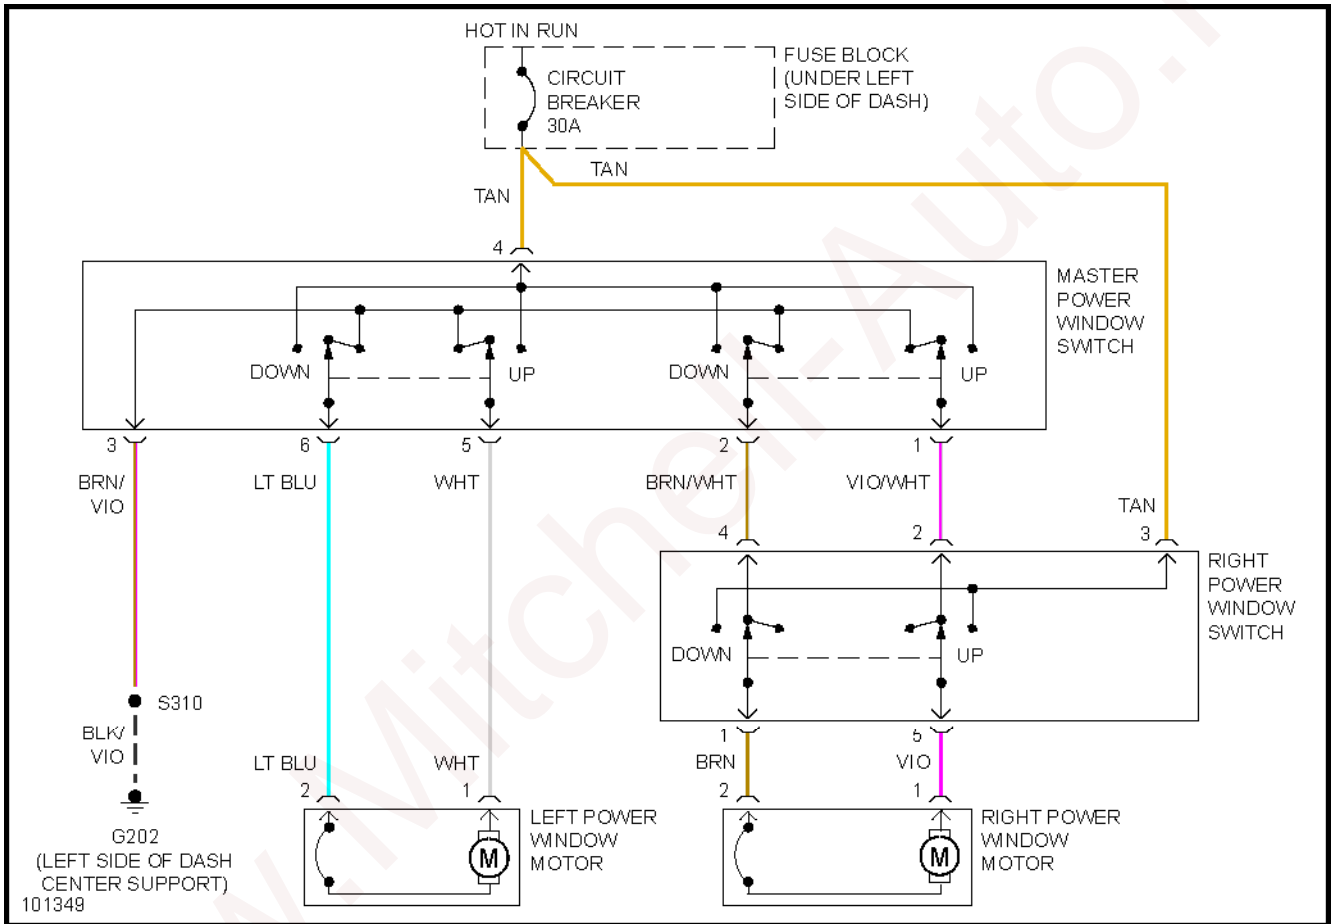 HOT IN RUN
FUSE BLOCK
(UNDER LEFT
SIDE OF DASH)
CIRCUIT
BREAKER
30A
TAN
TAN
4
MASTER
POWER
WINDOW
SWITCH
DOWN
UP
DOWN
UP
3
6
5
2
1
BRN/
VIO
LT BLU
WHT
BRN/WHT
VIO/WHT
TAN
4
2
3
RIGHT
POWER
WINDOW
SWITCH
DOWN
UP
S310
BLK/
VIO
1
5
LT BLU
WHT
BRN
VIO
2
1
2
1
LEFT POWER
WINDOW
MOTOR
RIGHT POWER
WINDOW
MOTOR
M
M
G202
(LEFT SIDE OF DASH
CENTER SUPPORT)
101349
w.Mitchell-Auto.r